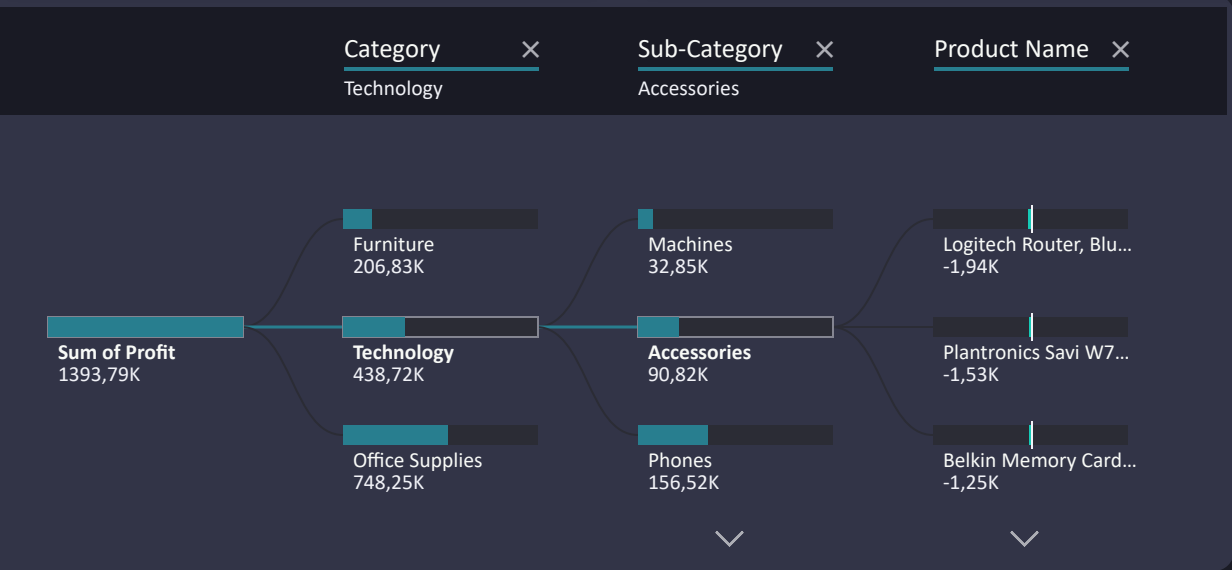 Category
Sub-Category
Product Name
Technology
Accessories
Furniture
206,83K
Machines
32,85K
Logitech Router, Blu...
-1,94K
Sum of Profit
1393,79K
Technology
438,72K
Accessories
90,82K
Plantronics Savi W7...
-1,53K
Office Supplies
748,25K
Phones
156,52K
Belkin Memory Card...
-1,25K